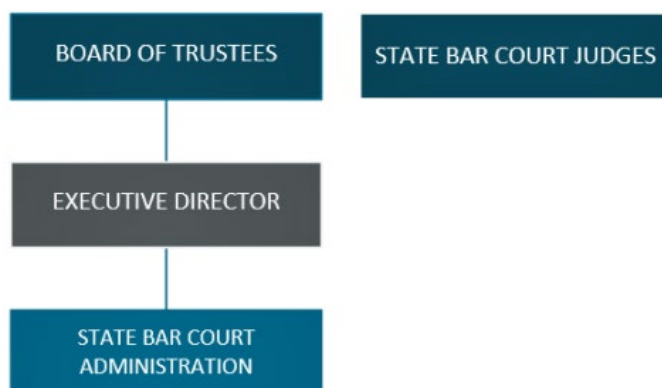 BOARD OF TRUSTEES
STATE BAR COURT JUDGES
EXECUTIVE DIRECTOR
STATE BAR COURT
ADMINISTRATION